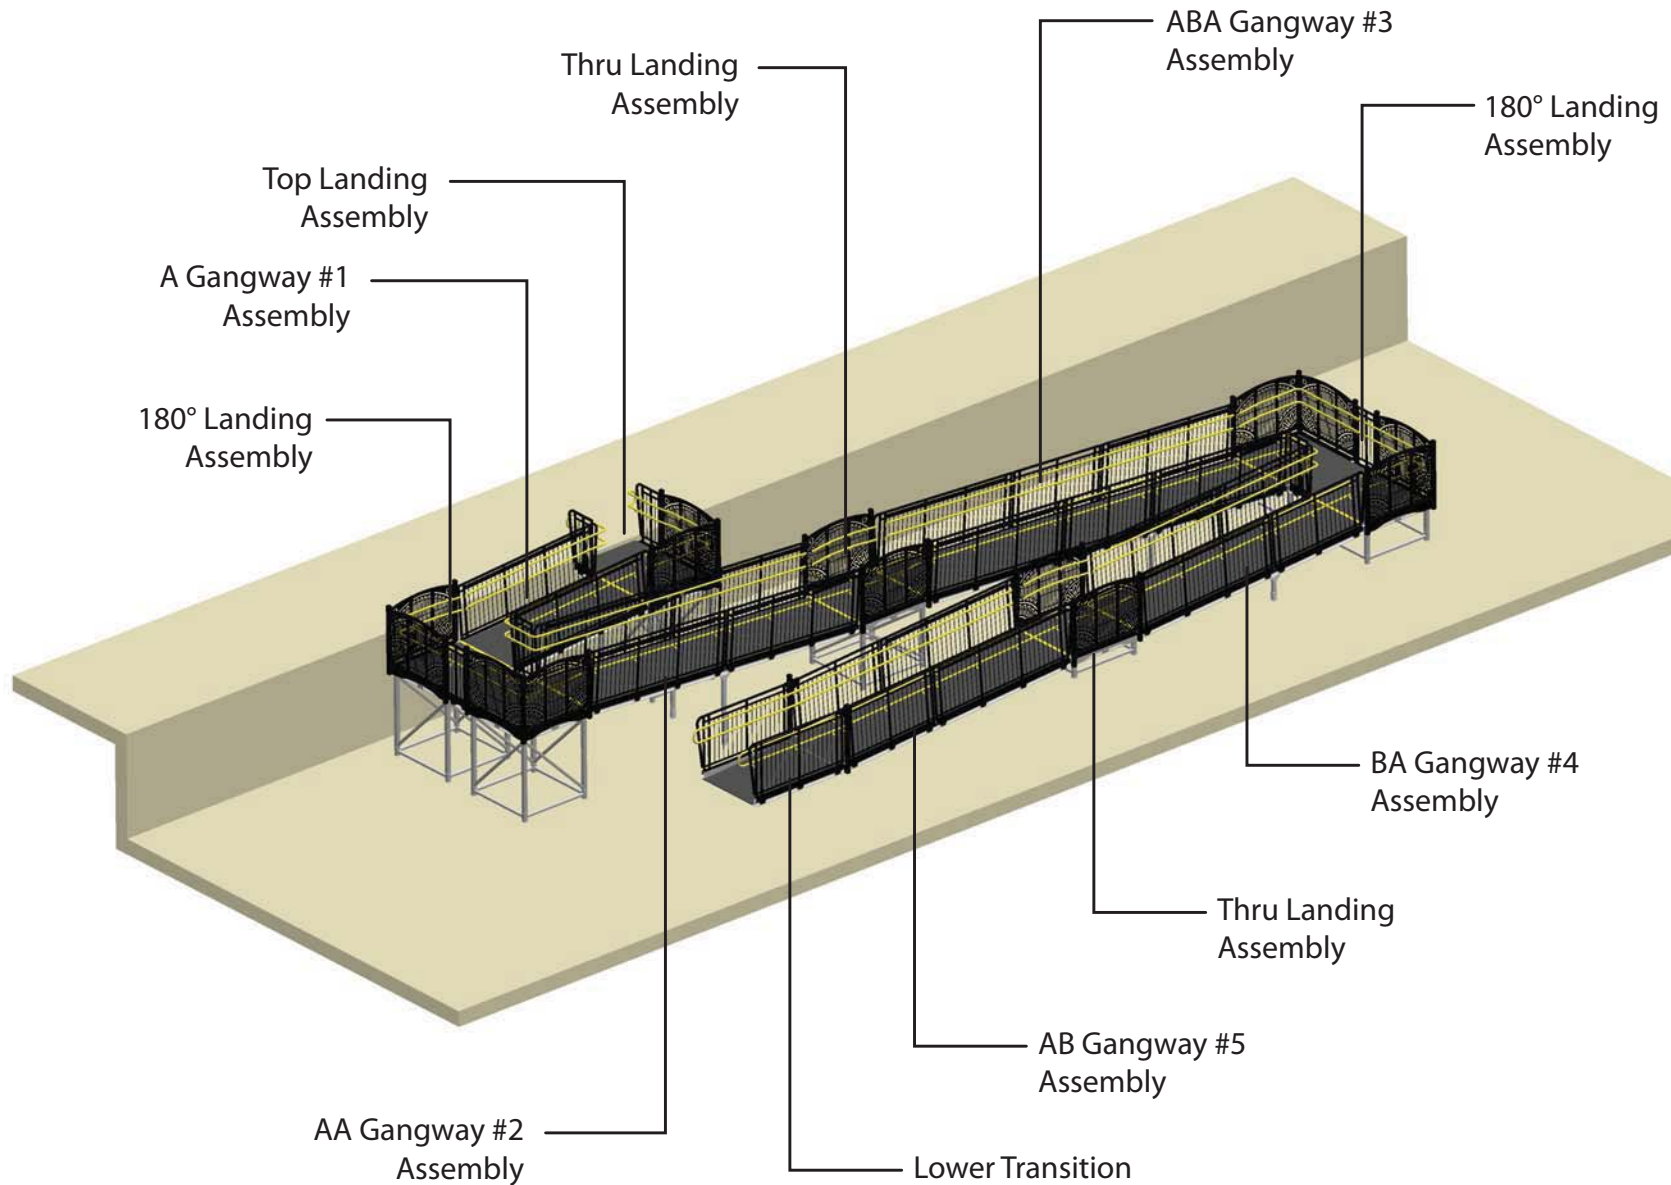 ABA Gangway #3
Assembly
Thru Landing
Assembly
180° Landing
Assembly
Top Landing
Assembly
A Gangway #1
Assembly
180° Landing
Assembly
BA Gangway #4
Assembly
Thru Landing
Assembly
AB Gangway #5
Assembly
AA Gangway #2
Assembly
Lower Transition